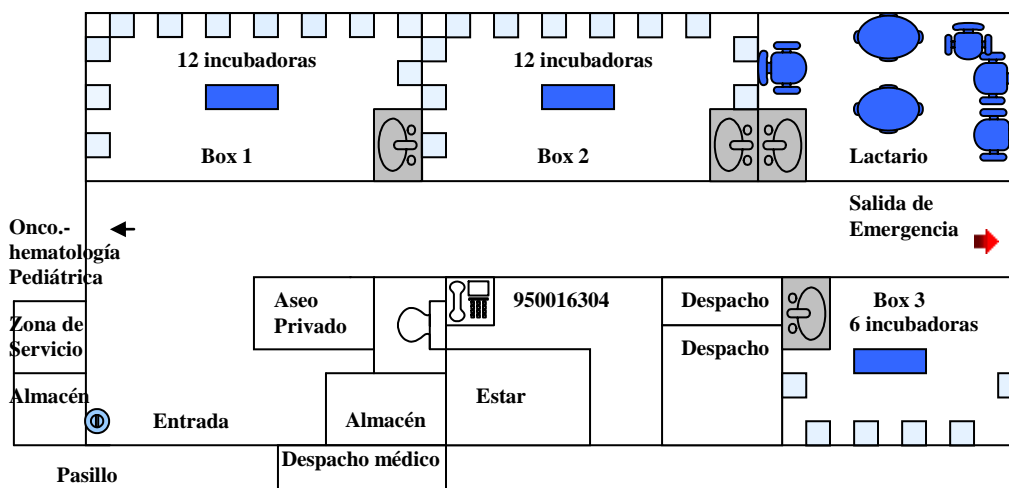 12 incubadoras
12 incubadoras
Box 1
Box 2
Lactario
Salida de
Emergencia
Onco.-
hematología
Pediátrica
Aseo
Privado
950016304
Despacho
Box 3
6 incubadoras
Zona de
Servicio
Despacho
Almacén
Estar
Entrada
Almacén
Despacho médico
Pasillo